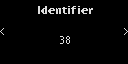 Identifier
< 38 >